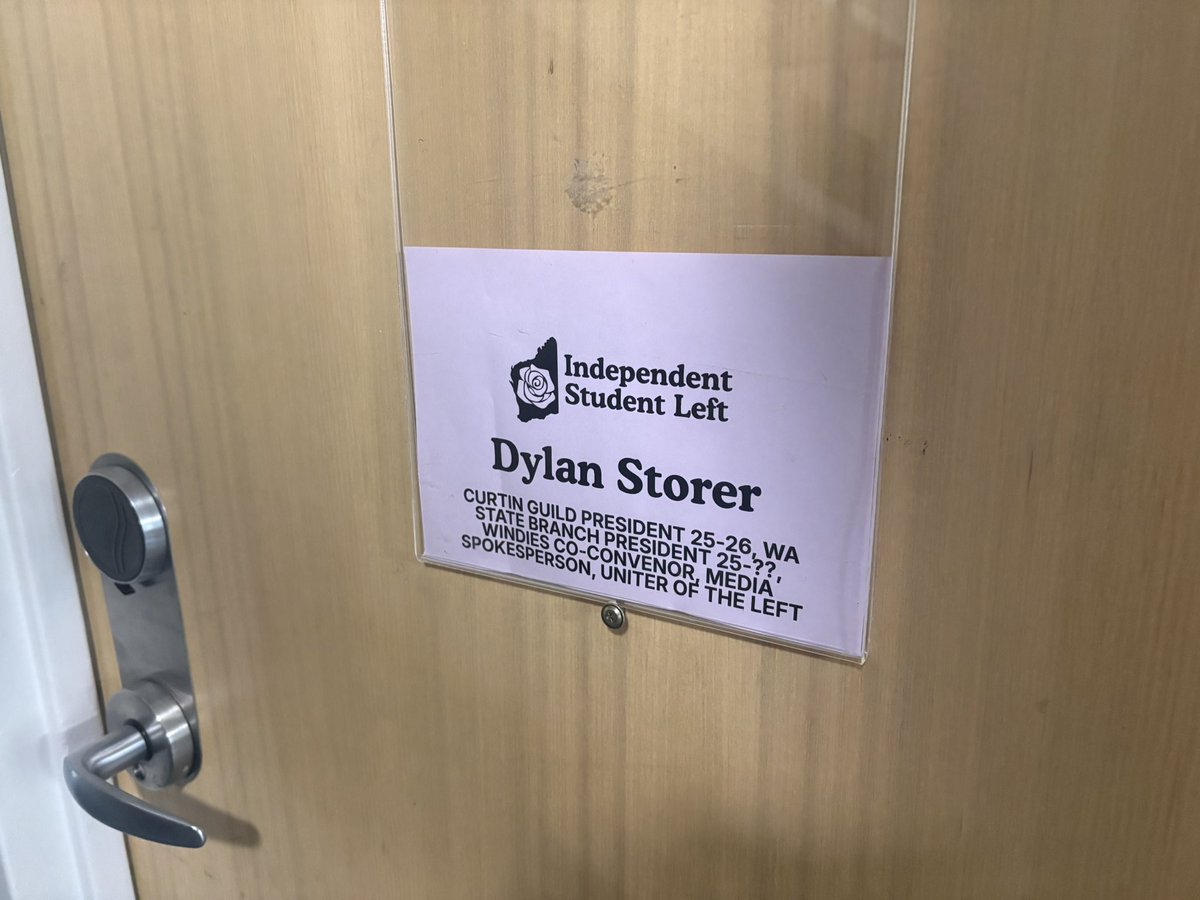 Independent
Student Left
Dylan Storer
CURTIN GUILD PRESIDENT 25-26, WA
STATE BRANCH PRESIDENT 25-??,
WINDIES CO-CONVENOR, MEDIA
SPOKESPERSON, UNITER OF THE LEFT